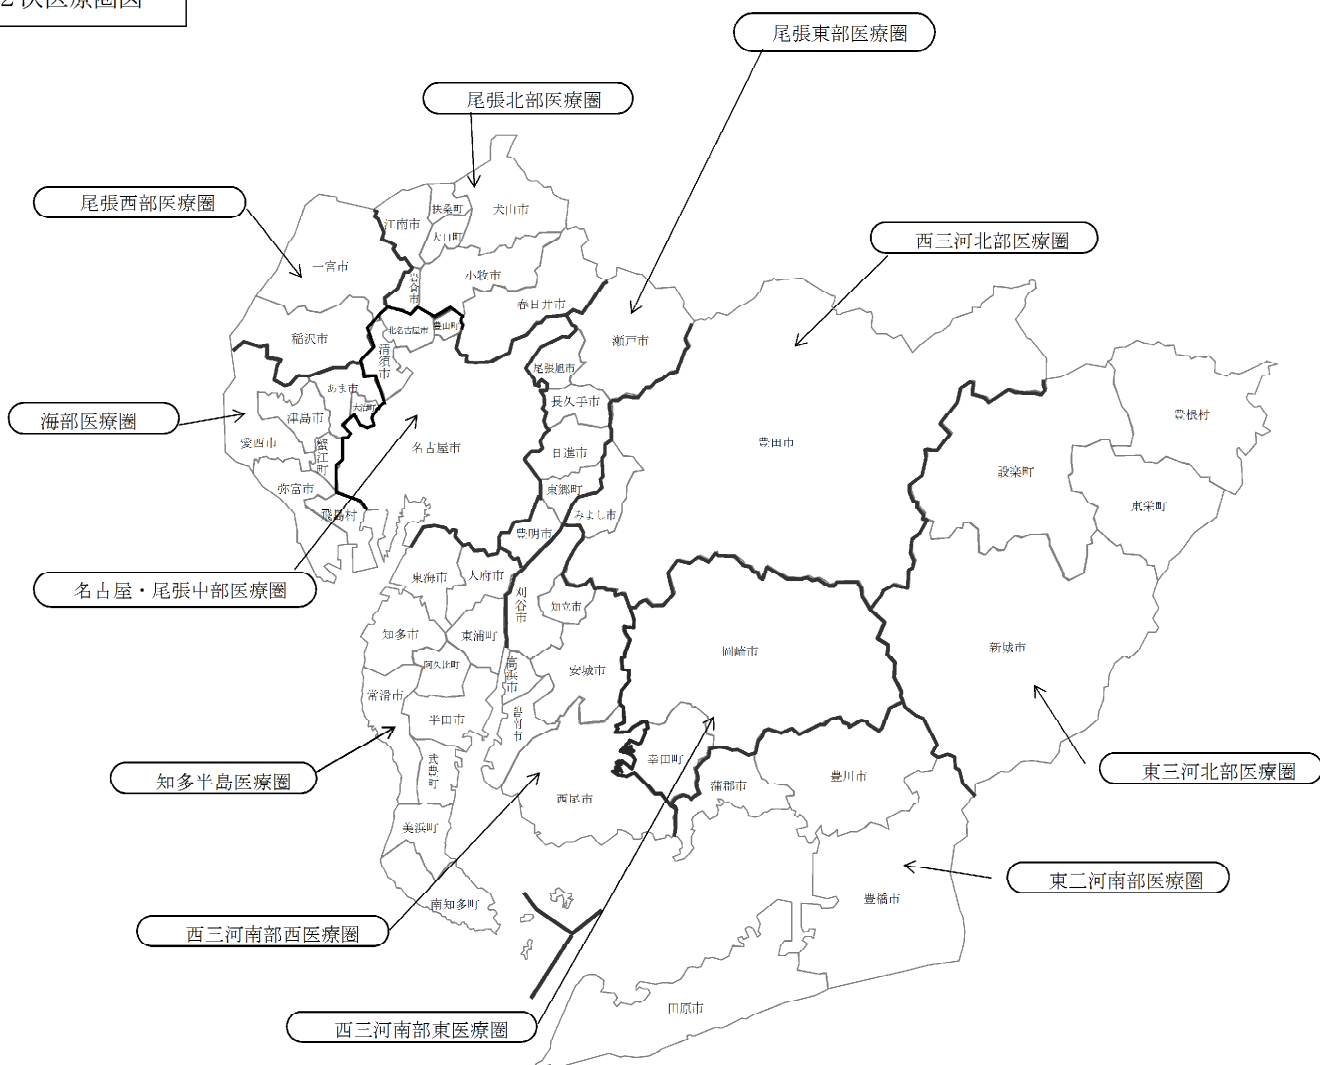 ２次医療圏図
尾張東部医療圏
尾張北部医療圏
尾張西部医療圏
西三河北部医療圏
海部医療圏
名古屋・尾張中部医療圏
知多半島医療圏
西三河南部西医療圏
西三河南部東医療圏
東三河北部医療圏
東三河南部医療圏
江南市
扶桑町
犬山市
大口町
一宮市
岩倉市
小牧市
春日井市
稲沢市
北名古屋市
豊山町
清須市
瀬戸市
尾張旭市
あま市
大治町
津島市
長久手市
愛西市
蟹江町
名古屋市
日進市
豊田市
設楽町
豊根村
弥富市
東郷町
東栄町
飛島村
みよし市
豊明市
東海市
大府市
刈谷市
知立市
知多市
東浦町
阿久比町
高浜市
安城市
岡崎市
新城市
常滑市
半田市
碧南市
武豊町
幸田町
西尾市
蒲郡市
豊川市
美浜町
南知多町
豊橋市
田原市